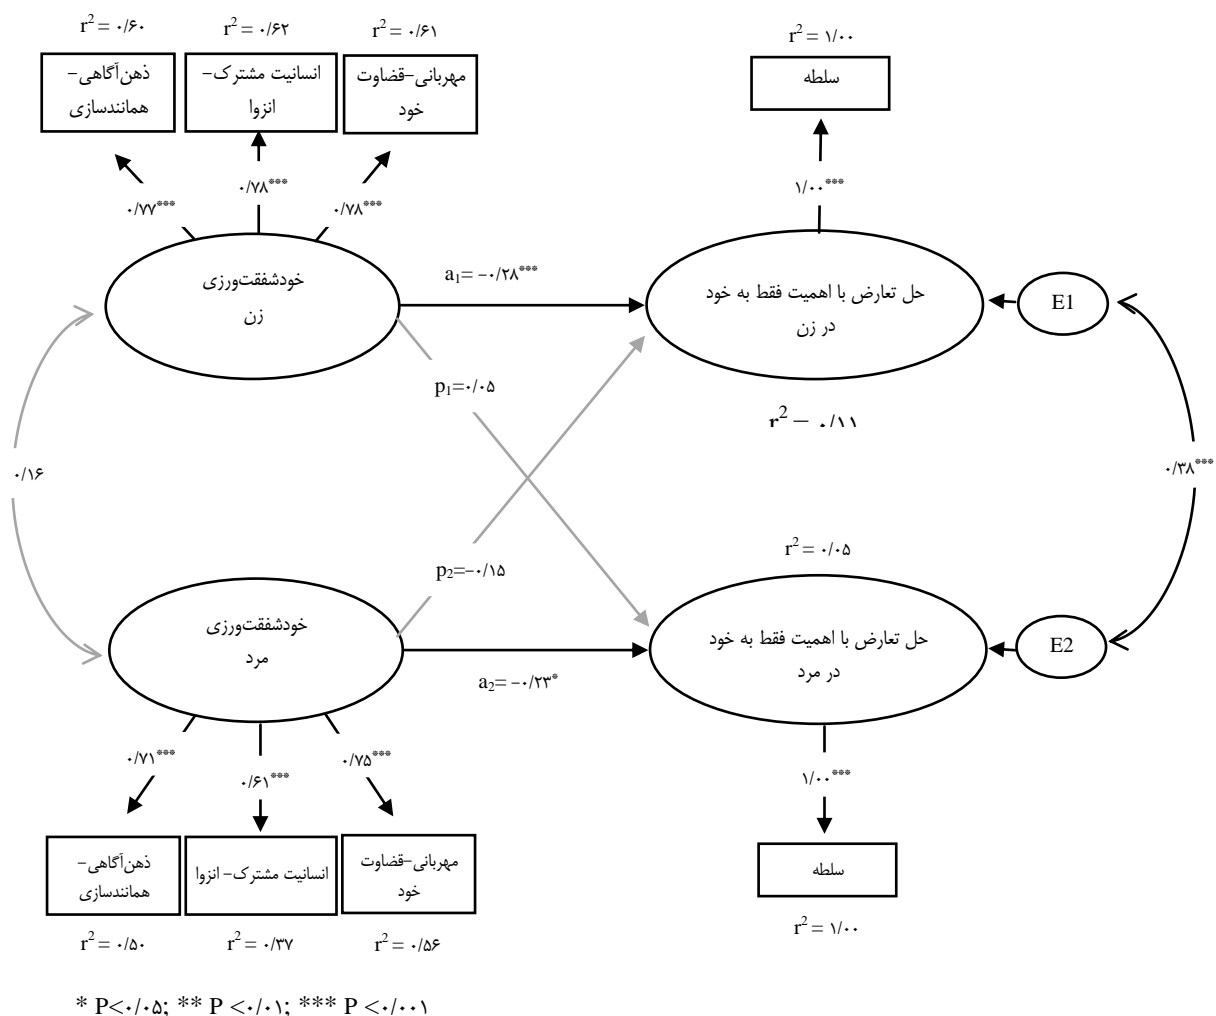 r² = ۰/۶۰
r² = ۰/۶۲
r² = ۰/۶۱
r² = ۱/۰۰
ذهن‌آگاهی-
همانندسازی
انسانیت مشترک-
انزوا
مهربانی-قضاوت
خود
سلطه
۰/۷۷***
۰/۷۸***
۰/۷۸***
۱/۰۰***
خودشفقت‌ورزی
زن
a₁= -۰/۲۸***
حل تعارض با اهمیت فقط به خود
در زن
E1
p₁=۰/۰۵
r² = ۰/۱۱
۰/۱۶
۰/۳۸***
r² = ۰/۰۵
p₂=-۰/۱۵
خودشفقت‌ورزی
مرد
a₂= -۰/۲۳*
حل تعارض با اهمیت فقط به خود
در مرد
E2
۰/۷۱***
۰/۶۱***
۰/۷۵***
۱/۰۰***
ذهن‌آگاهی-
همانندسازی
انسانیت مشترک- انزوا
مهربانی-قضاوت
خود
سلطه
r² = ۰/۵۰
r² = ۰/۳۷
r² = ۰/۵۶
r² = ۱/۰۰
* P<۰/۰۵; ** P <۰/۰۱; *** P <۰/۰۰۱